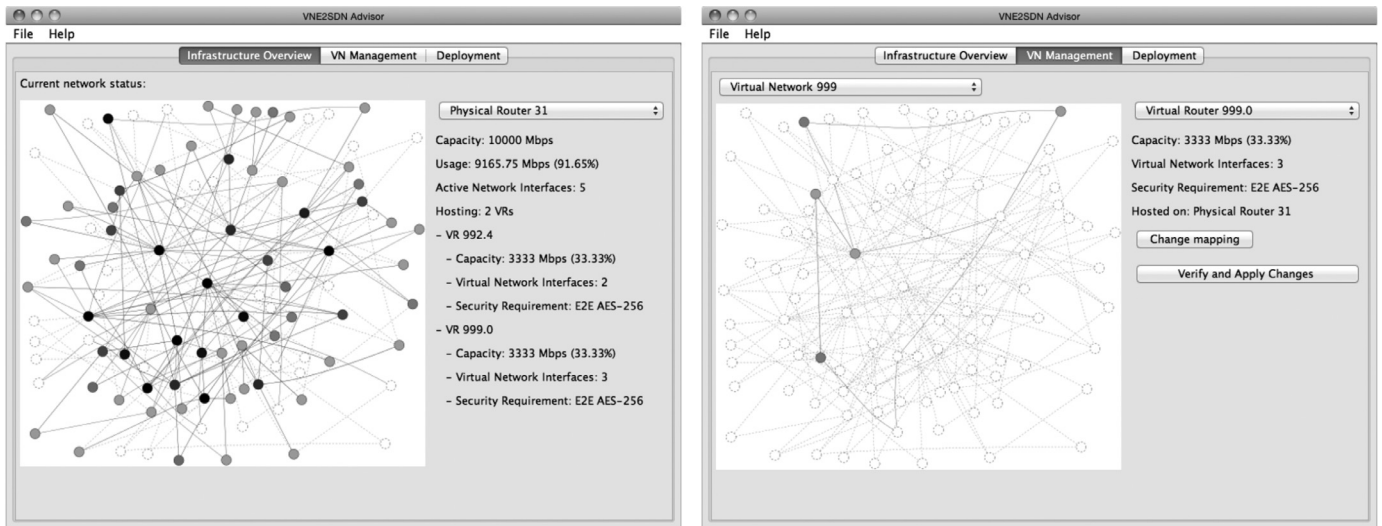 VNE2SDN Advisor
File Help
Infrastructure Overview VN Management Deployment
Current network status:
Physical Router 31
Capacity: 10000 Mbps
Usage: 9165.75 Mbps (91.65%)
Active Network Interfaces: 5
Hosting: 2 VRs
– VR 992.4
– Capacity: 3333 Mbps (33.33%)
– Virtual Network Interfaces: 2
– Security Requirement: E2E AES-256
– VR 999.0
– Capacity: 3333 Mbps (33.33%)
– Virtual Network Interfaces: 3
– Security Requirement: E2E AES-256
VNE2SDN Advisor
File Help
Infrastructure Overview VN Management Deployment
Virtual Network 999
Virtual Router 999.0
Capacity: 3333 Mbps (33.33%)
Virtual Network Interfaces: 3
Security Requirement: E2E AES-256
Hosted on: Physical Router 31
Change mapping
Verify and Apply Changes